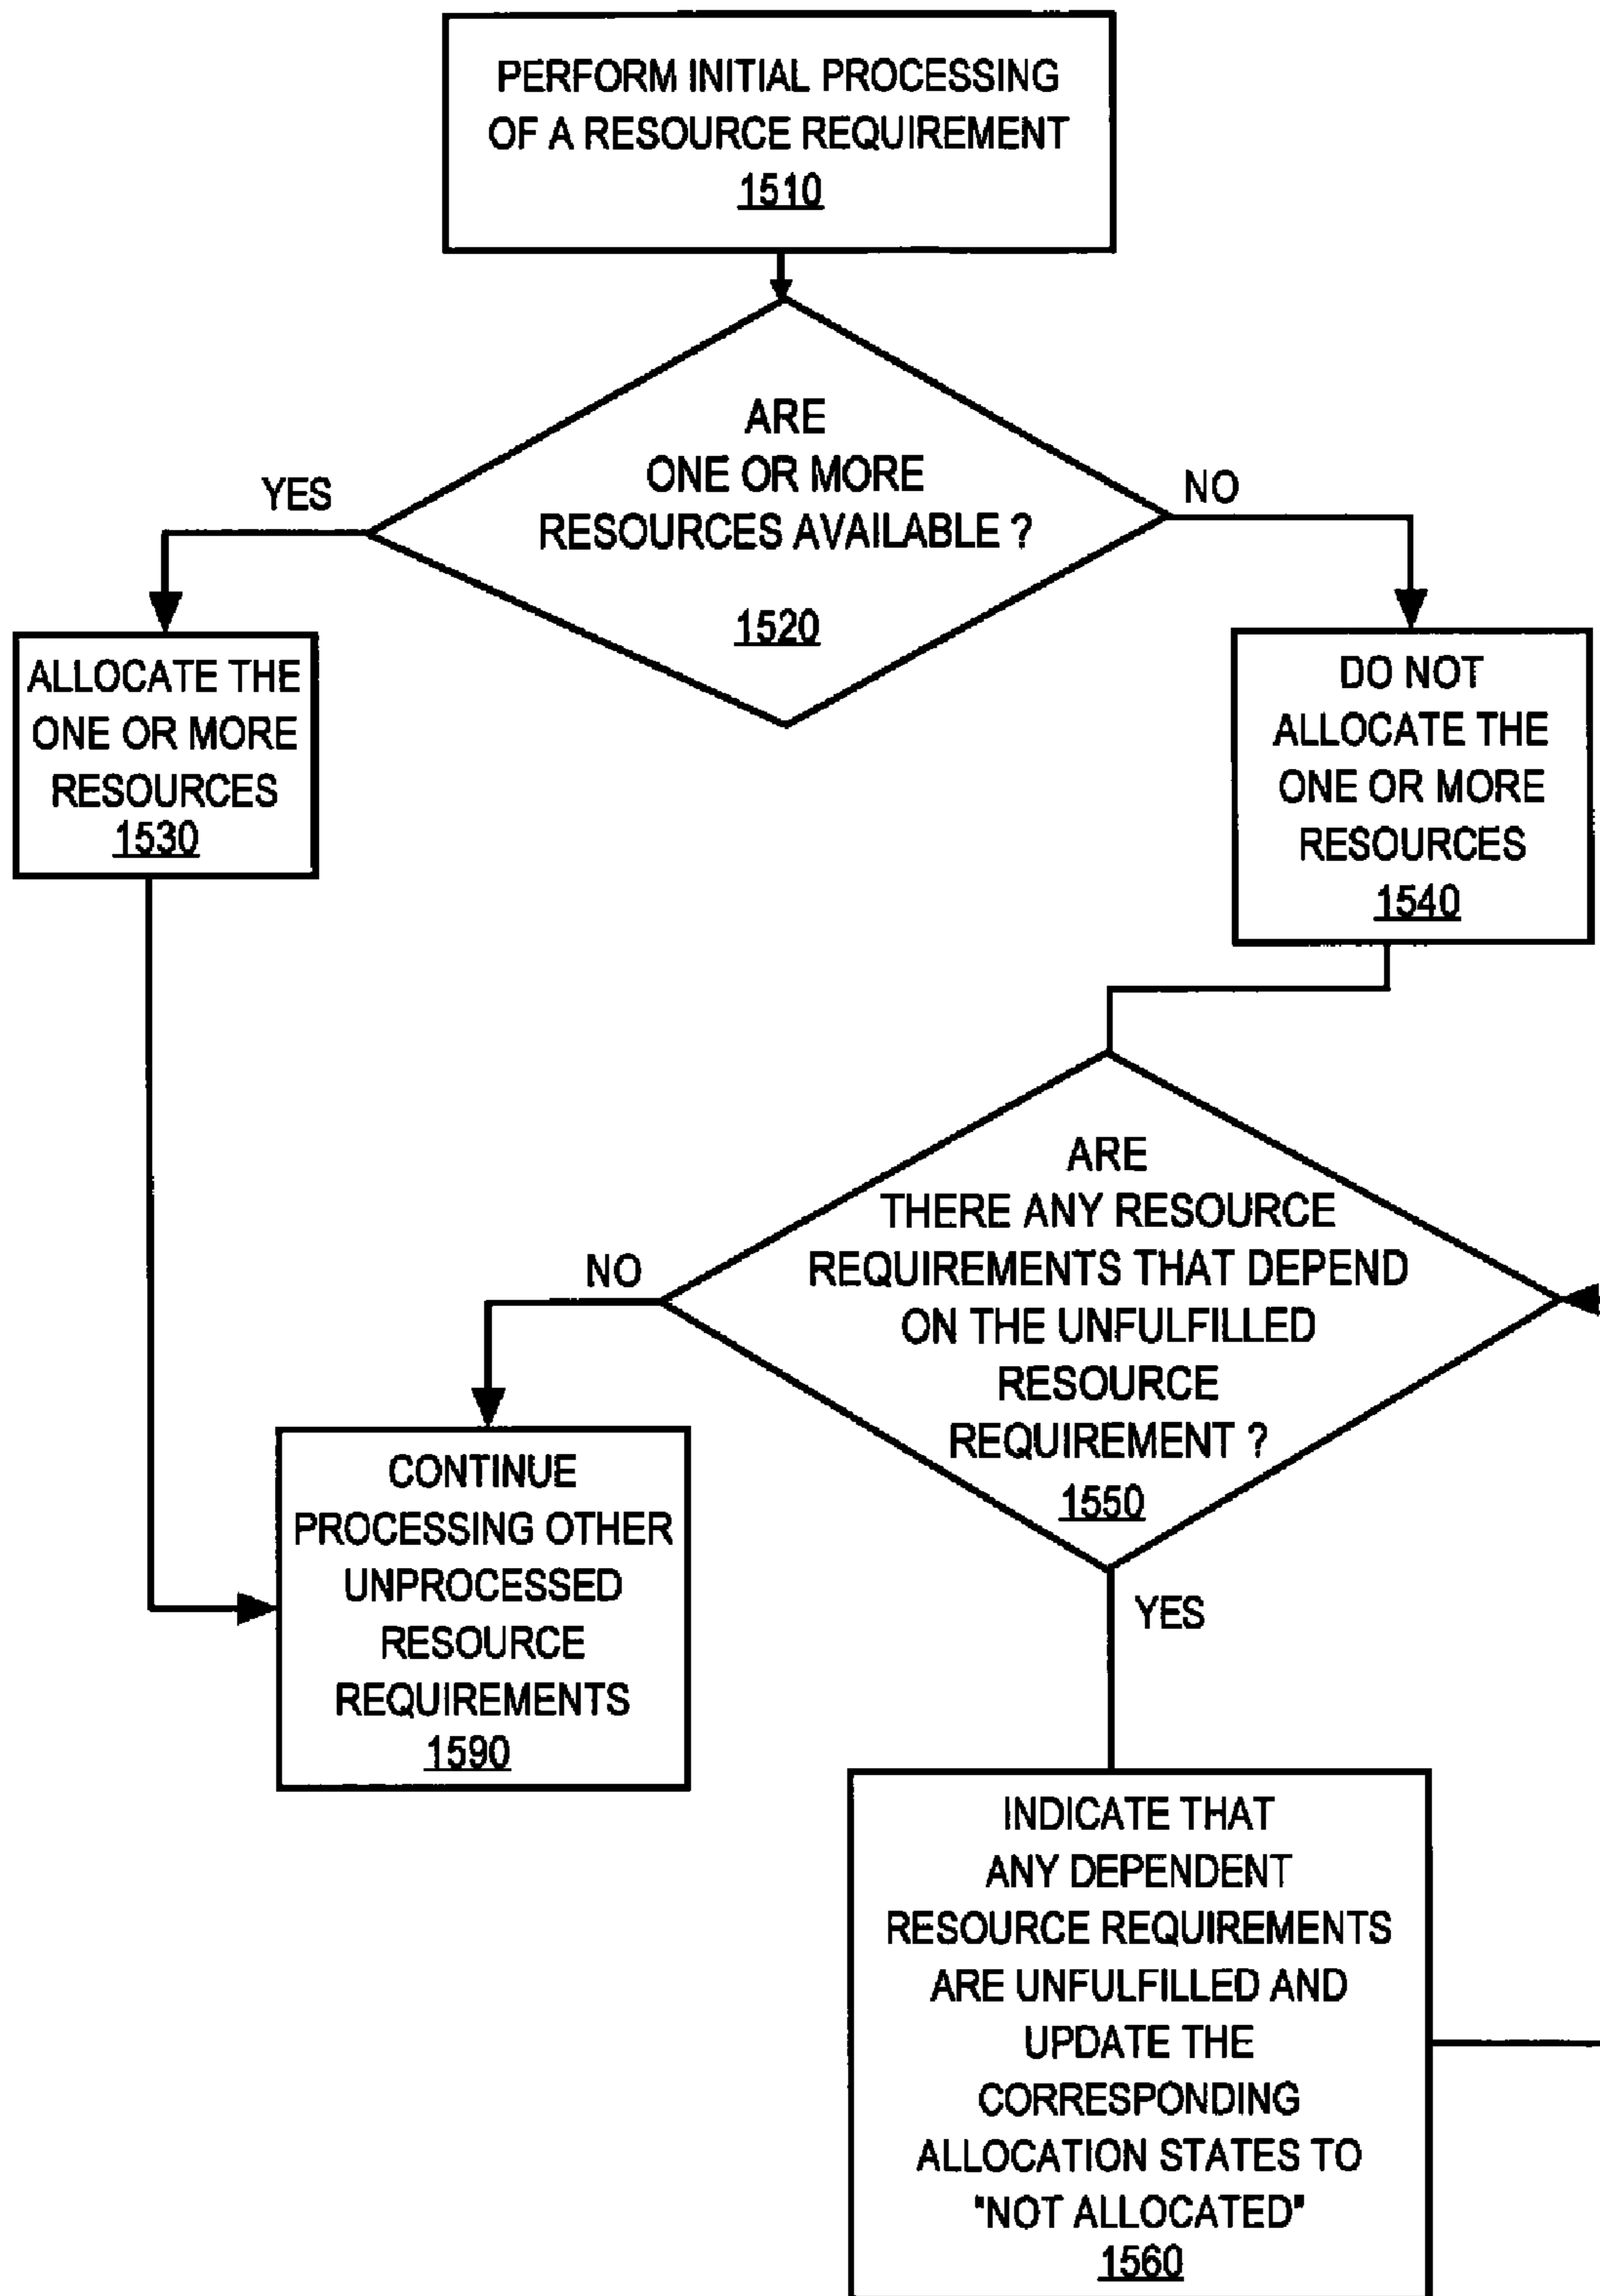 PERFORM INITIAL PROCESSING
OF A RESOURCE REQUIREMENT
1510
ARE
ONE OR MORE
RESOURCES AVAILABLE ?
1520
YES
NO
ALLOCATE THE
ONE OR MORE
RESOURCES
1530
DO NOT
ALLOCATE THE
ONE OR MORE
RESOURCES
1540
ARE
THERE ANY RESOURCE
REQUIREMENTS THAT DEPEND
ON THE UNFULFILLED
RESOURCE
REQUIREMENT ?
1550
NO
YES
CONTINUE
PROCESSING OTHER
UNPROCESSED
RESOURCE
REQUIREMENTS
1590
INDICATE THAT
ANY DEPENDENT
RESOURCE REQUIREMENTS
ARE UNFULFILLED AND
UPDATE THE
CORRESPONDING
ALLOCATION STATES TO
"NOT ALLOCATED"
1560